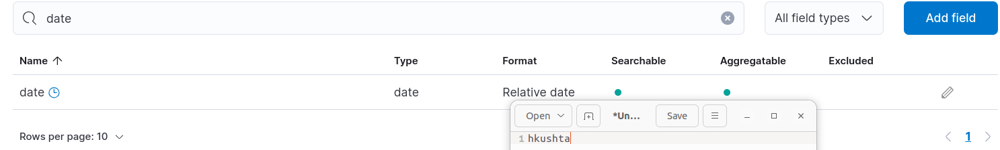 date
All field types
Add field
Name Type Format Searchable Aggregatable Excluded
date date Relative date
Open *Un... Save
1 hkushta
Rows per page: 10 1